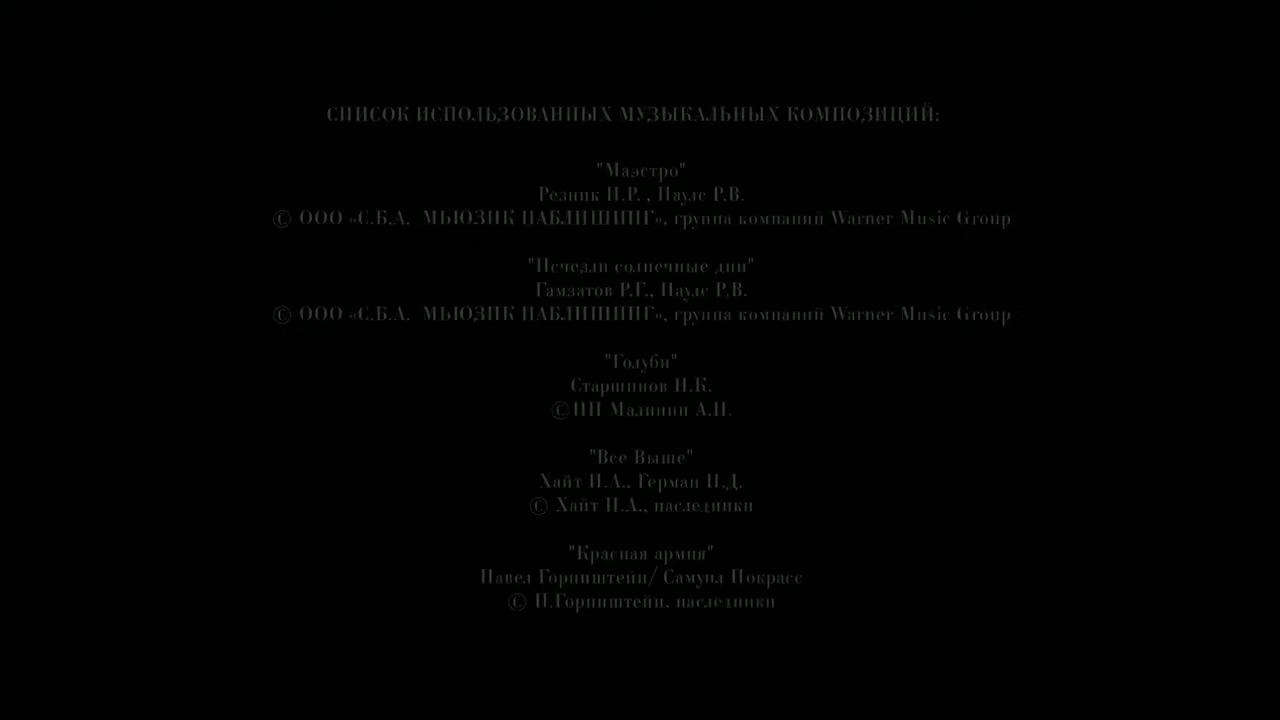 СПИСОК ИСПОЛЬЗОВАННЫХ МУЗЫКАЛЬНЫХ КОМПОЗИЦИЙ:
"Маэстро"
Резник И.Р. , Паулс Р.В.
© ООО «С.Б.А. МЬЮЗИК ПАБЛИШИНГ», группа компаний Warner Music Group
"Исчезли солнечные дни"
Гамзатов Р.Г., Паулс Р.В.
© ООО «С.Б.А. МЬЮЗИК ПАБЛИШИНГ», группа компаний Warner Music Group
"Голуби"
Старшинов Н.К.
©ИП Малинин А.Н.
"Все Выше"
Хайт Ю.А., Герман П.Д.
© Хайт Ю.А., наследники
"Красная армия"
Павел Горинштейн/ Самуил Покрасс
© П.Горинштейн, наследники